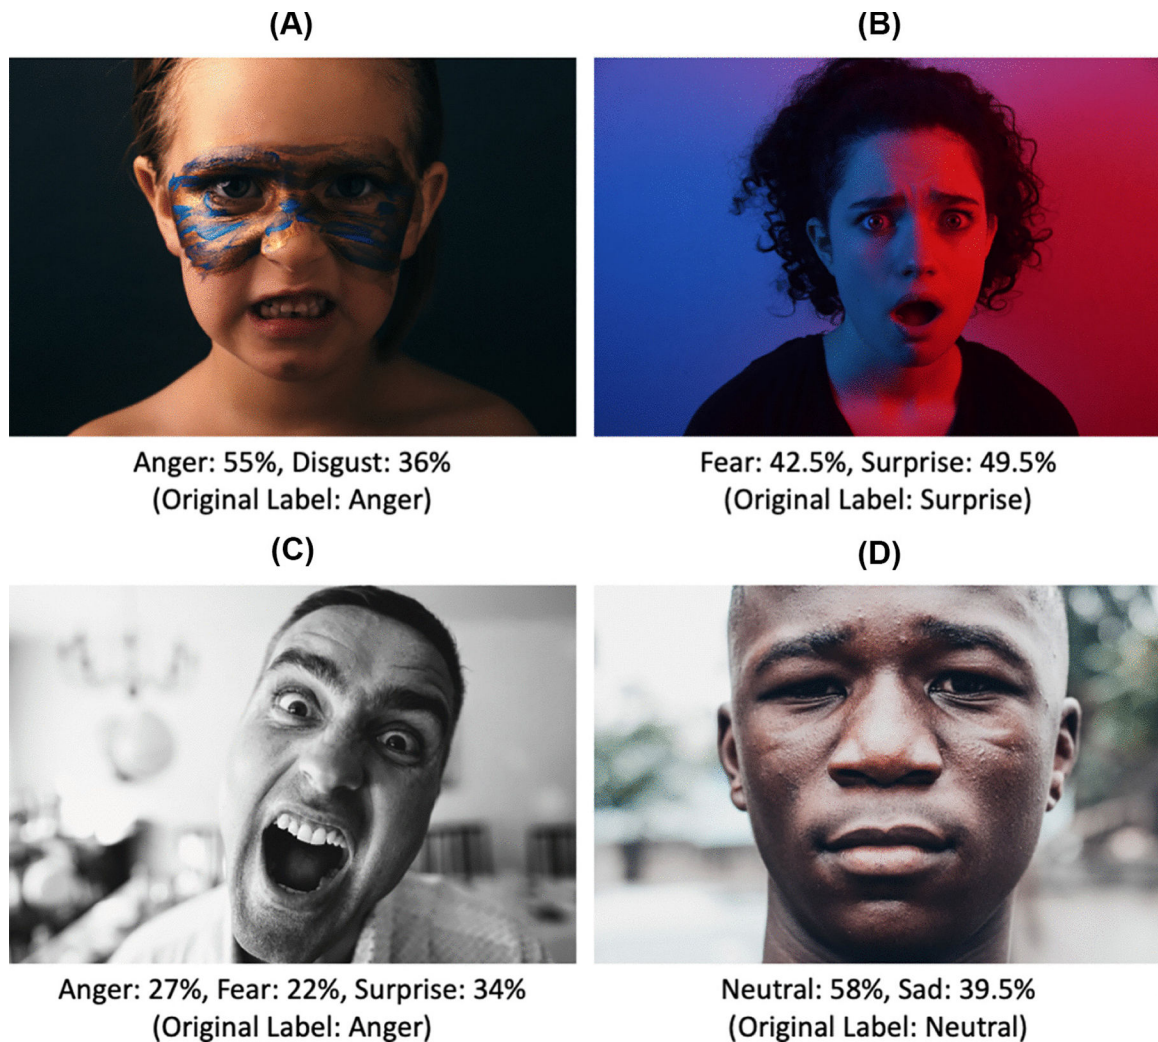 (A)
(B)
Anger: 55%, Disgust: 36%
(Original Label: Anger)
Fear: 42.5%, Surprise: 49.5%
(Original Label: Surprise)
(C)
(D)
Anger: 27%, Fear: 22%, Surprise: 34%
(Original Label: Anger)
Neutral: 58%, Sad: 39.5%
(Original Label: Neutral)